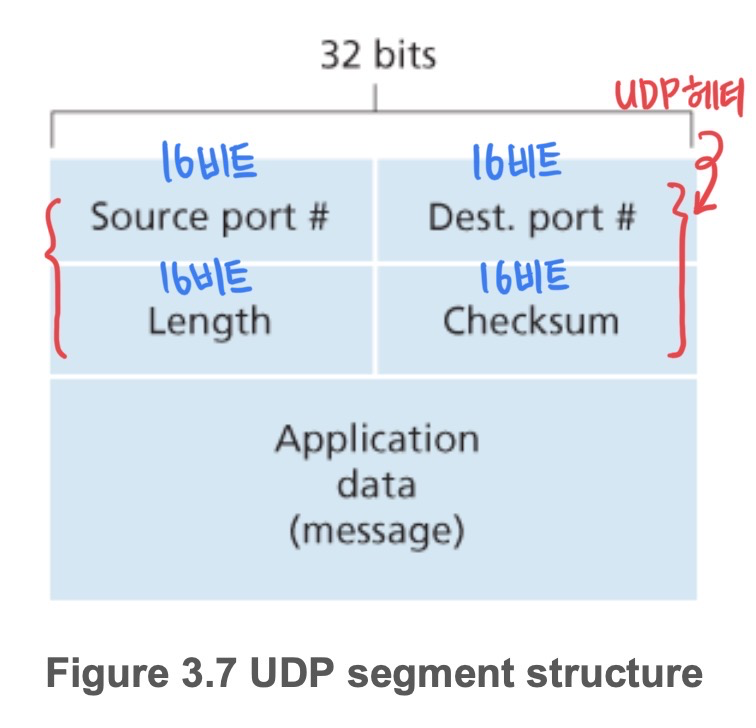 32 bits
UDP헤더
16비트 16비트
Source port # Dest. port #
16비트 16비트
Length Checksum
Application
data
(message)
Figure 3.7 UDP segment structure